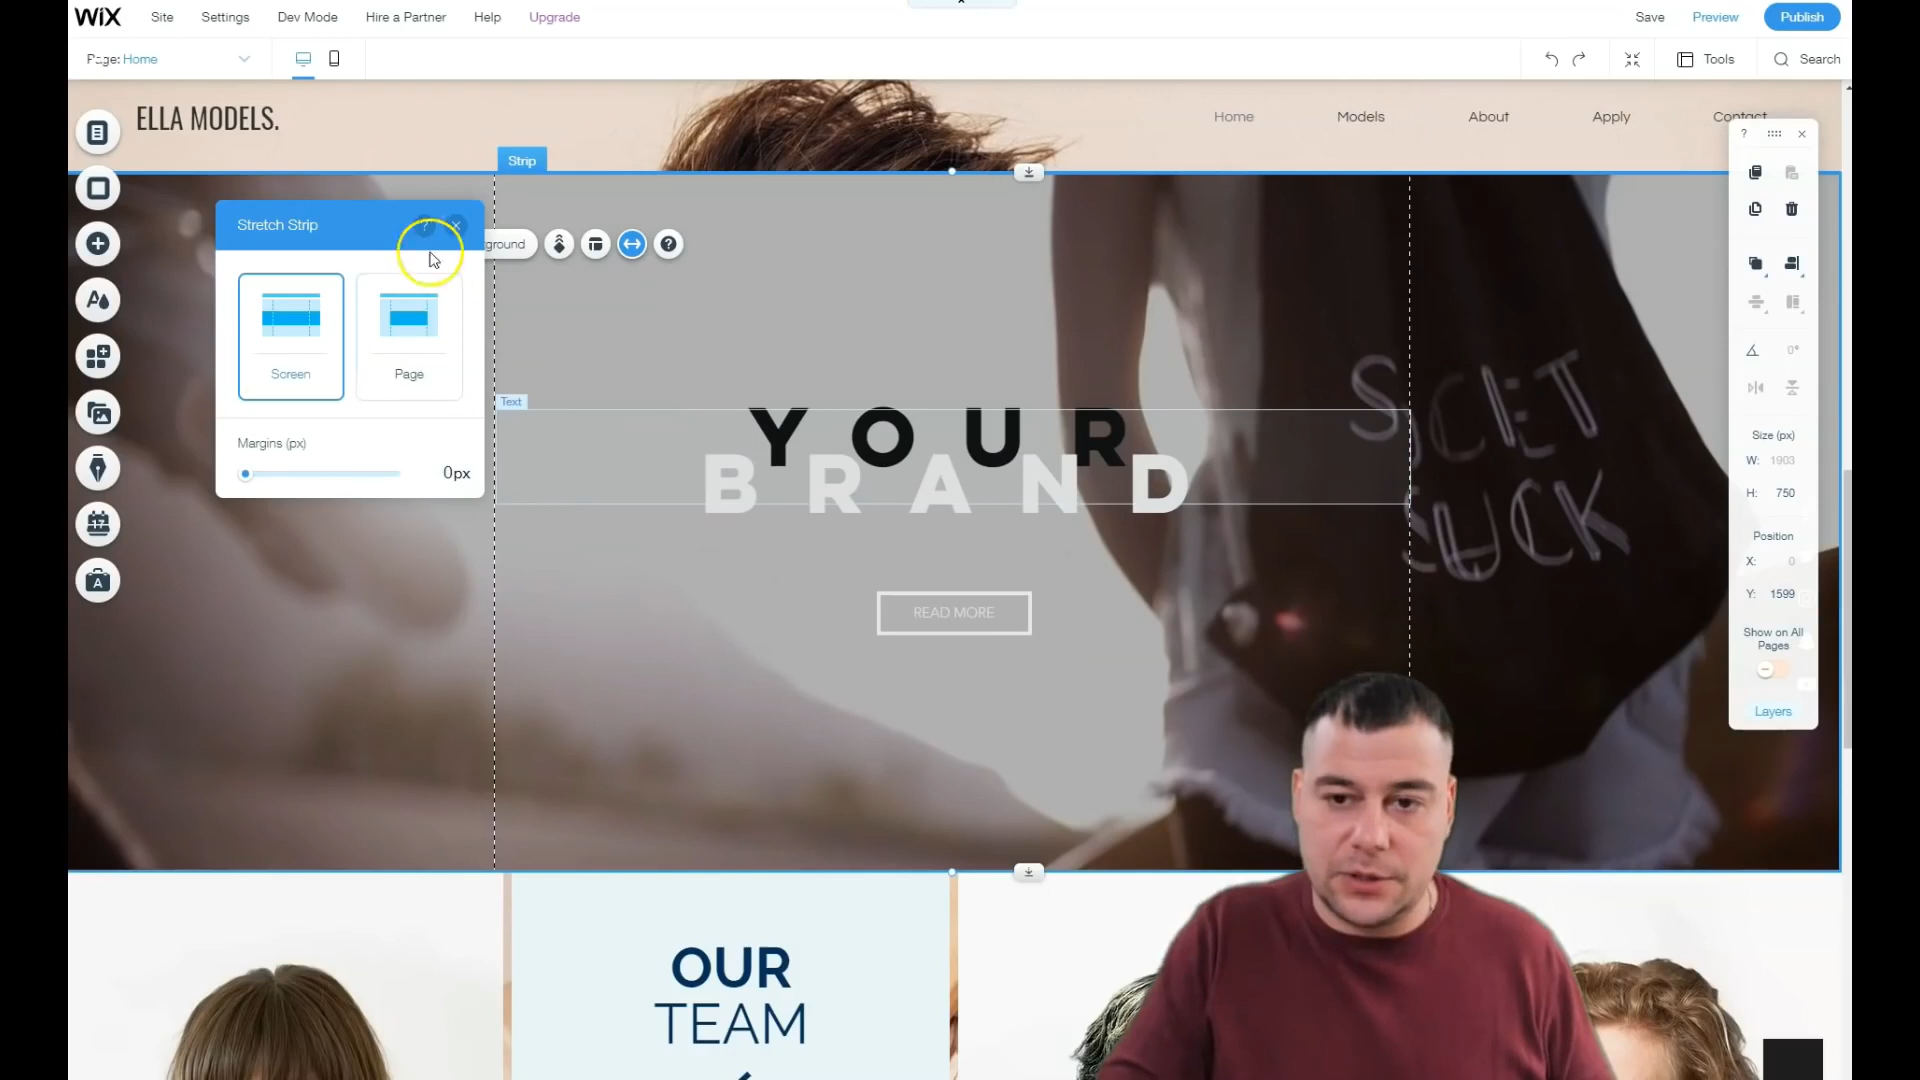 WiX Site Settings Dev Mode Hire a Partner Help Upgrade Save Preview Publish
Page: Home Tools Search
ELLA MODELS. Home Models About Apply Contact
Strip
Stretch Strip ?
ground ?
Screen Page
Margins (px)
0px
Text
YOUR
BRAND
READ MORE
? 
0°
Size (px)
W: 1903
H: 750
Position
X: 0
Y: 1599
Show on All
Pages
Layers
17
A
OUR
TEAM